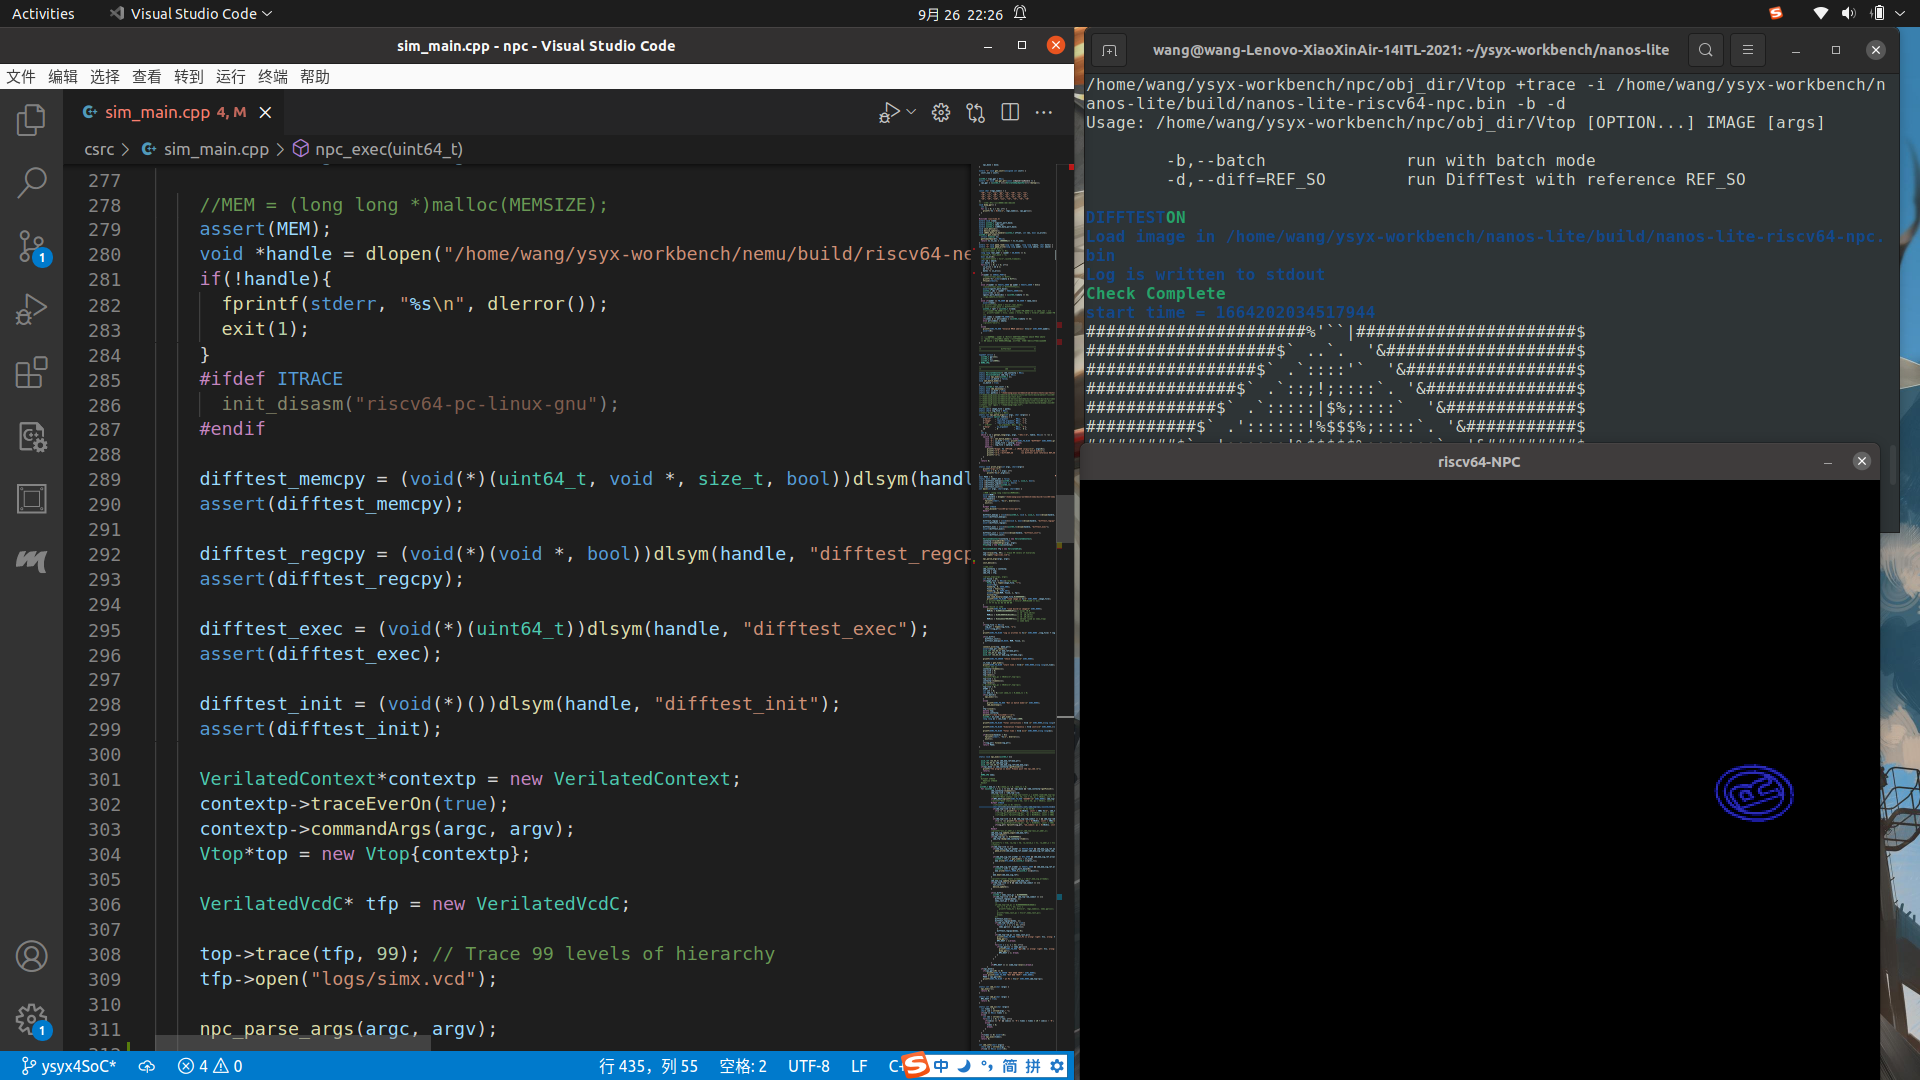 Activities
Visual Studio Code
9月 26 22:26
sim_main.cpp - npc - Visual Studio Code
文件 编辑 选择 查看 转到 运行 终端 帮助
sim_main.cpp 4, M
csrc > sim_main.cpp > npc_exec(uint64_t)
277
278 //MEM = (long long *)malloc(MEMSIZE);
279 assert(MEM);
280 void *handle = dlopen("/home/wang/ysyx-workbench/nemu/build/riscv64-ne
281 if(!handle){
282 fprintf(stderr, "%s\n", dlerror());
283 exit(1);
284 }
285 #ifdef ITRACE
286 init_disasm("riscv64-pc-linux-gnu");
287 #endif
288
289 difftest_memcpy = (void(*)(uint64_t, void *, size_t, bool))dlsym(handl
290 assert(difftest_memcpy);
291
292 difftest_regcpy = (void(*)(void *, bool))dlsym(handle, "difftest_regcp
293 assert(difftest_regcpy);
294
295 difftest_exec = (void(*)(uint64_t))dlsym(handle, "difftest_exec");
296 assert(difftest_exec);
297
298 difftest_init = (void(*)())dlsym(handle, "difftest_init");
299 assert(difftest_init);
300
301 VerilatedContext*contextp = new VerilatedContext;
302 contextp->traceEverOn(true);
303 contextp->commandArgs(argc, argv);
304 Vtop*top = new Vtop{contextp};
305
306 VerilatedVcdC* tfp = new VerilatedVcdC;
307
308 top->trace(tfp, 99); // Trace 99 levels of hierarchy
309 tfp->open("logs/simx.vcd");
310
311 npc_parse_args(argc, argv);
1
1
ysyx4SoC* 4 0 行 435，列 55 空格: 2 UTF-8 LF C+
中 简 拼
wang@wang-Lenovo-XiaoXinAir-14ITL-2021: ~/ysyx-workbench/nanos-lite
/home/wang/ysyx-workbench/npc/obj_dir/Vtop +trace -i /home/wang/ysyx-workbench/n
anos-lite/build/nanos-lite-riscv64-npc.bin -b -d
Usage: /home/wang/ysyx-workbench/npc/obj_dir/Vtop [OPTION...] IMAGE [args]
-b,--batch run with batch mode
-d,--diff=REF_SO run DiffTest with reference REF_SO
DIFFTESTON
Load image in /home/wang/ysyx-workbench/nanos-lite/build/nanos-lite-riscv64-npc.
bin
Log is written to stdout
Check Complete
start time = 1664202034517944
######################%'``|######################$
###################$` ..`. '&###################$
#################$` .`::::'` '&#################$
###############$` .`::;!;::::`. '&###############$
#############$` .`:::::|$%;::::` '&#############$
###########$` .'::::::!%$$$%;:::::`. '&###########$
riscv64-NPC